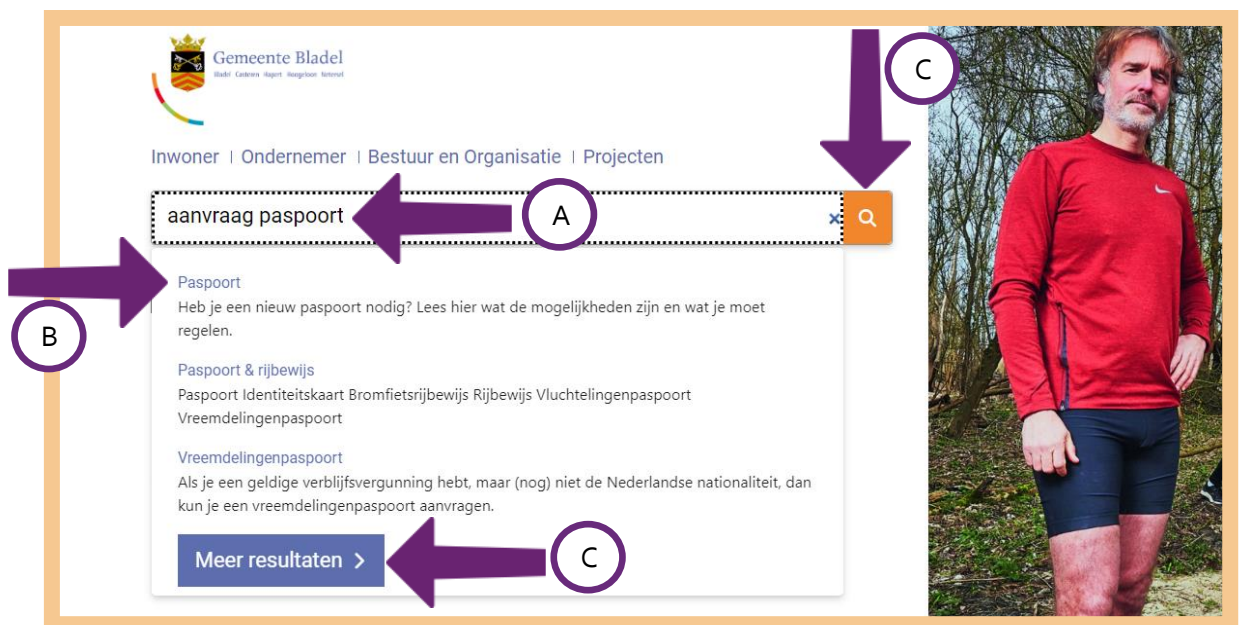 Gemeente Bladel
Bladel Casteren Hapert Hoogeloon Netersel
C
Inwoner | Ondernemer | Bestuur en Organisatie | Projecten
aanvraag paspoort
A
×
B
Paspoort
Heb je een nieuw paspoort nodig? Lees hier wat de mogelijkheden zijn en wat je moet
regelen.
Paspoort & rijbewijs
Paspoort Identiteitskaart Bromfietsrijbewijs Rijbewijs Vluchtelingenpaspoort
Vreemdelingenpaspoort
Vreemdelingenpaspoort
Als je een geldige verblijfsvergunning hebt, maar (nog) niet de Nederlandse nationaliteit, dan
kun je een vreemdelingenpaspoort aanvragen.
Meer resultaten >
C